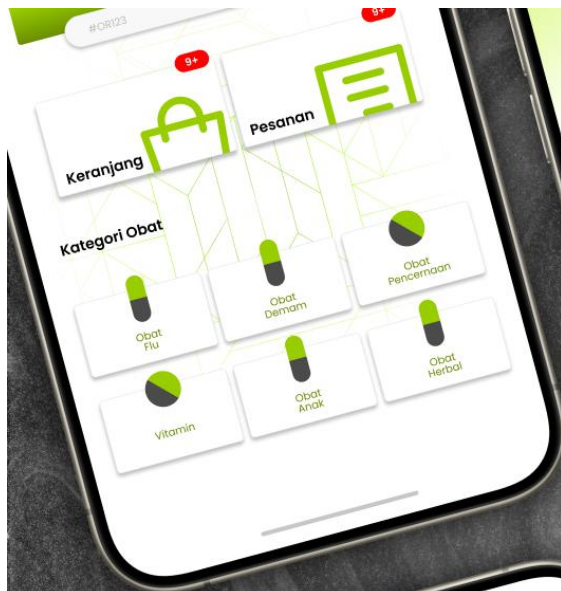 #OR123
9+
9+
Keranjang
Pesanan
Kategori Obat
Obat
Flu
Obat
Demam
Obat
Pencernaan
Vitamin
Obat
Anak
Obat
Herbal